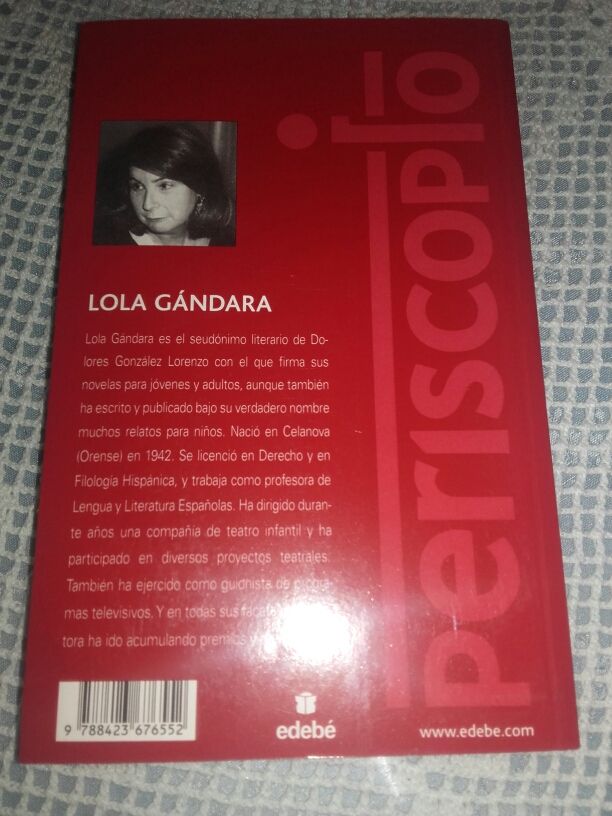 periscopio
LOLA GÁNDARA
Lola Gándara es el seudónimo literario de Do-
lores González Lorenzo con el que firma sus
novelas para jóvenes y adultos, aunque también
ha escrito y publicado bajo su verdadero nombre
muchos relatos para niños. Nació en Celanova
(Orense) en 1942. Se licenció en Derecho y en
Filología Hispánica, y trabaja como profesora de
Lengua y Literatura Españolas. Ha dirigido duran-
te años una compañía de teatro infantil y ha
participado en diversos proyectos teatrales.
También ha ejercido como guionista de progra-
mas televisivos. Y en todas sus
tora ha ido acumulando premios y
9 788423 676552
edebé
www.edebe.com